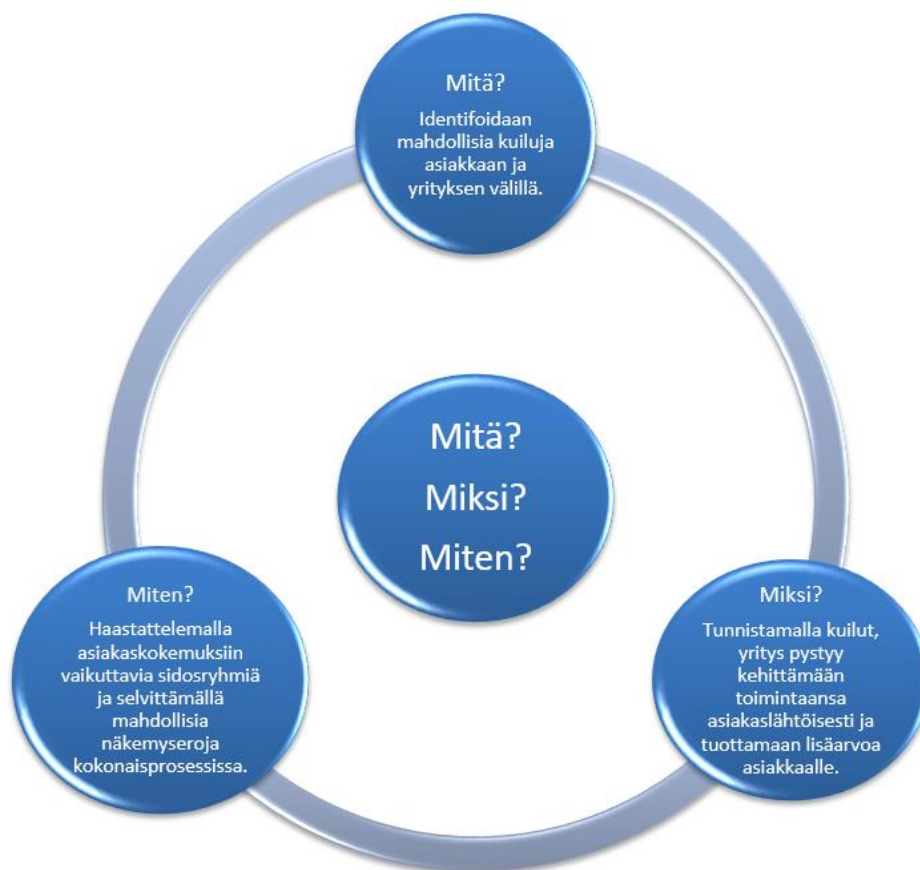 Mitä?
Identifoidaan
mahdollisia kuiluja
asiakkaan ja
yrityksen välillä.
Mitä?
Miksi?
Miten?
Miten?
Haastattelemalla
asiakaskokemuksiin
vaikuttavia sidosryhmiä
ja selvittämällä
mahdollisia
näkemyseroja
kokonaisprosessissa.
Miksi?
Tunnistamalla kuilut,
yritys pystyy
kehittämään
toimintaansa
asiakaslähtöisesti ja
tuottamaan lisäarvoa
asiakkaalle.